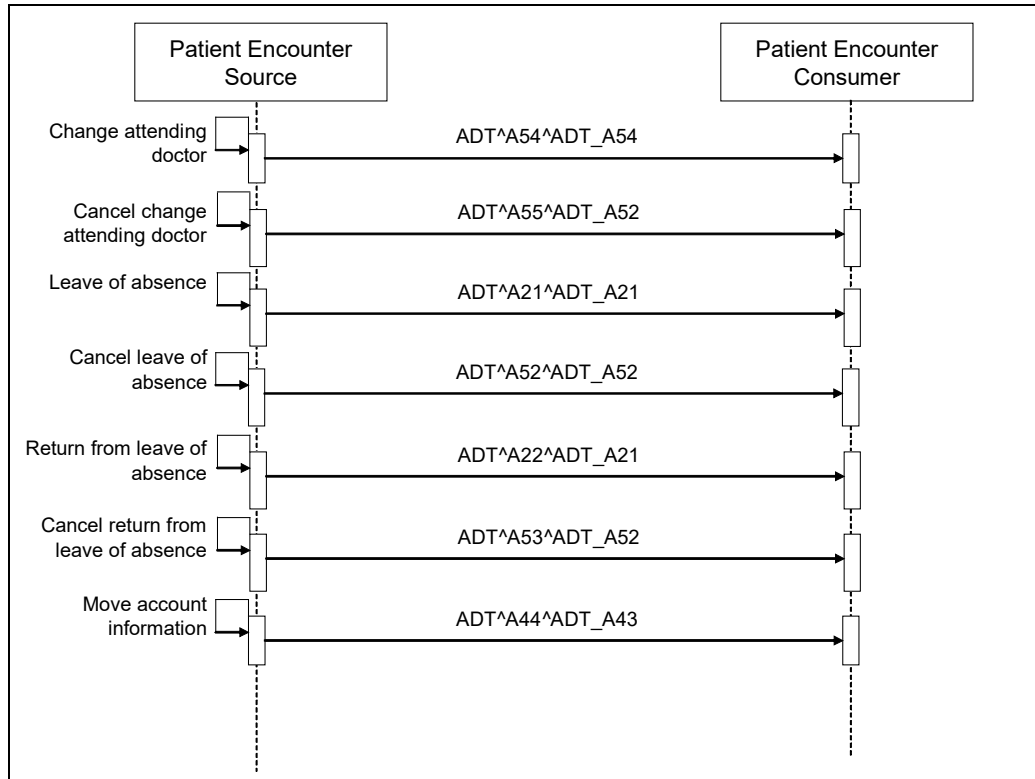 Patient Encounter
Source
Patient Encounter
Consumer
Change attending
doctor
ADT^A54^ADT_A54
Cancel change
attending doctor
ADT^A55^ADT_A52
Leave of absence
ADT^A21^ADT_A21
Cancel leave of
absence
ADT^A52^ADT_A52
Return from leave of
absence
ADT^A22^ADT_A21
Cancel return from
leave of absence
ADT^A53^ADT_A52
Move account
information
ADT^A44^ADT_A43